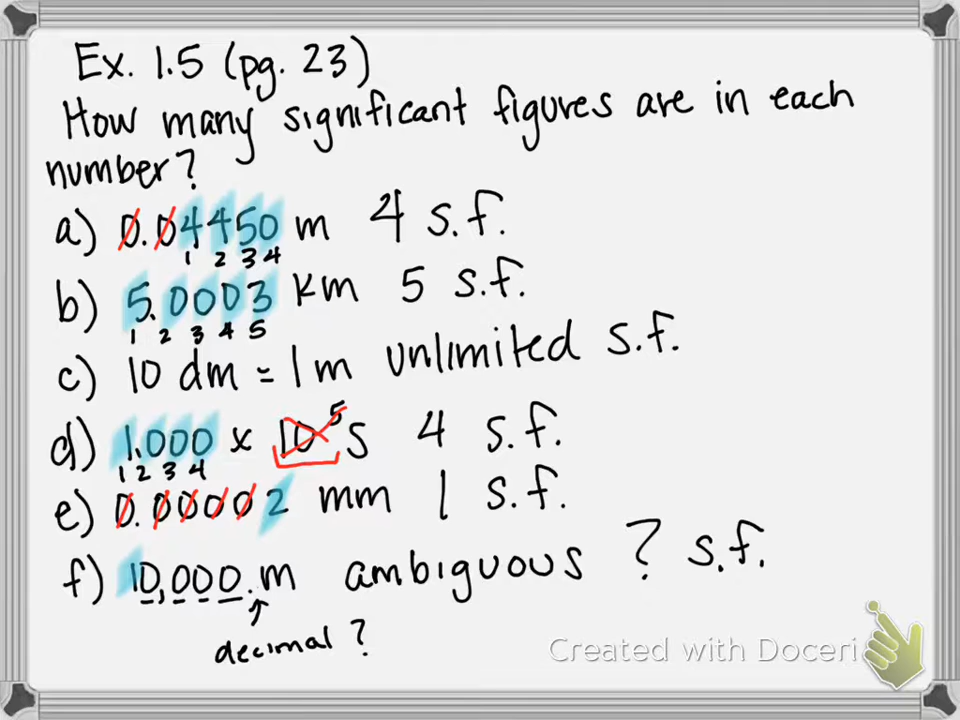 Ex. 1.5 (pg. 23)
How many significant figures are in each
number?
a) 0.04450 m 4 s.f.
1 2 3 4
b) 5.0003 km 5 s.f.
1 2 3 4 5
c) 10 dm = 1 m unlimited s.f.
d) 1.000 x 10⁵ s 4 s.f.
1 2 3 4
e) 0.00002 mm 1 s.f.
f) 10,000. m ambiguous ? s.f.
decimal ?
Created with Doceri